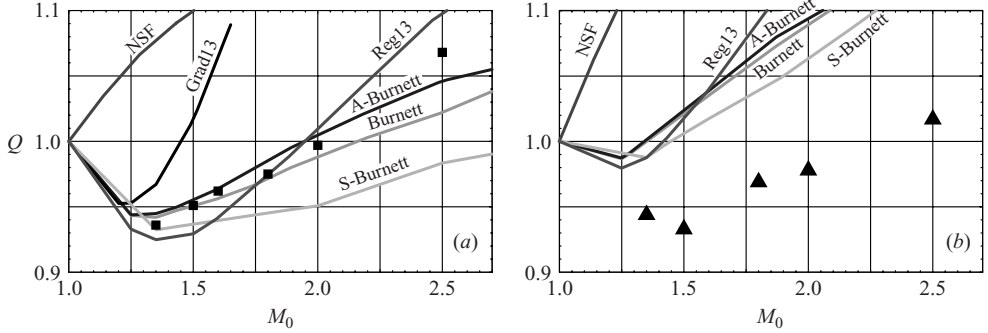 1.1
NSF
Grad13
Reg13
A-Burnett
Burnett
S-Burnett
Q
1.0
0.9
(a)
1.0
1.5
2.0
2.5
M0
1.1
NSF
Reg13
A-Burnett
Burnett
S-Burnett
1.0
0.9
(b)
1.0
1.5
2.0
2.5
M0